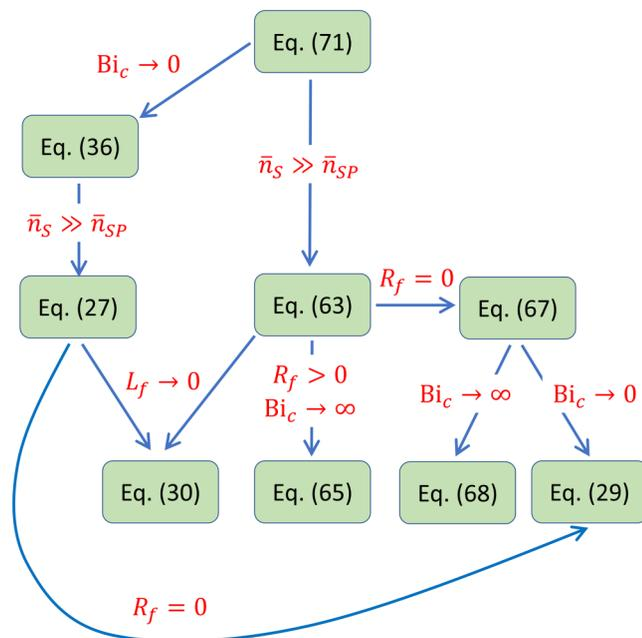 Eq. (71)
Bi_c → 0
Eq. (36)
n̄_S ≫ n̄_SP
n̄_S ≫ n̄_SP
Eq. (27)
Eq. (63)
R_f = 0
Eq. (67)
L_f → 0
R_f > 0
Bi_c → ∞
Bi_c → ∞
Bi_c → 0
Eq. (30)
Eq. (65)
Eq. (68)
Eq. (29)
R_f = 0